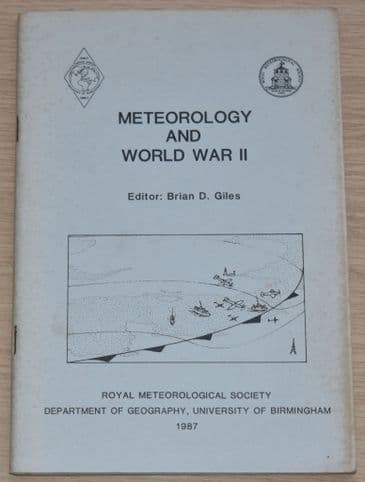 METEOROLOGY
AND
WORLD WAR II
Editor: Brian D. Giles
ROYAL METEOROLOGICAL SOCIETY
DEPARTMENT OF GEOGRAPHY, UNIVERSITY OF BIRMINGHAM
1987